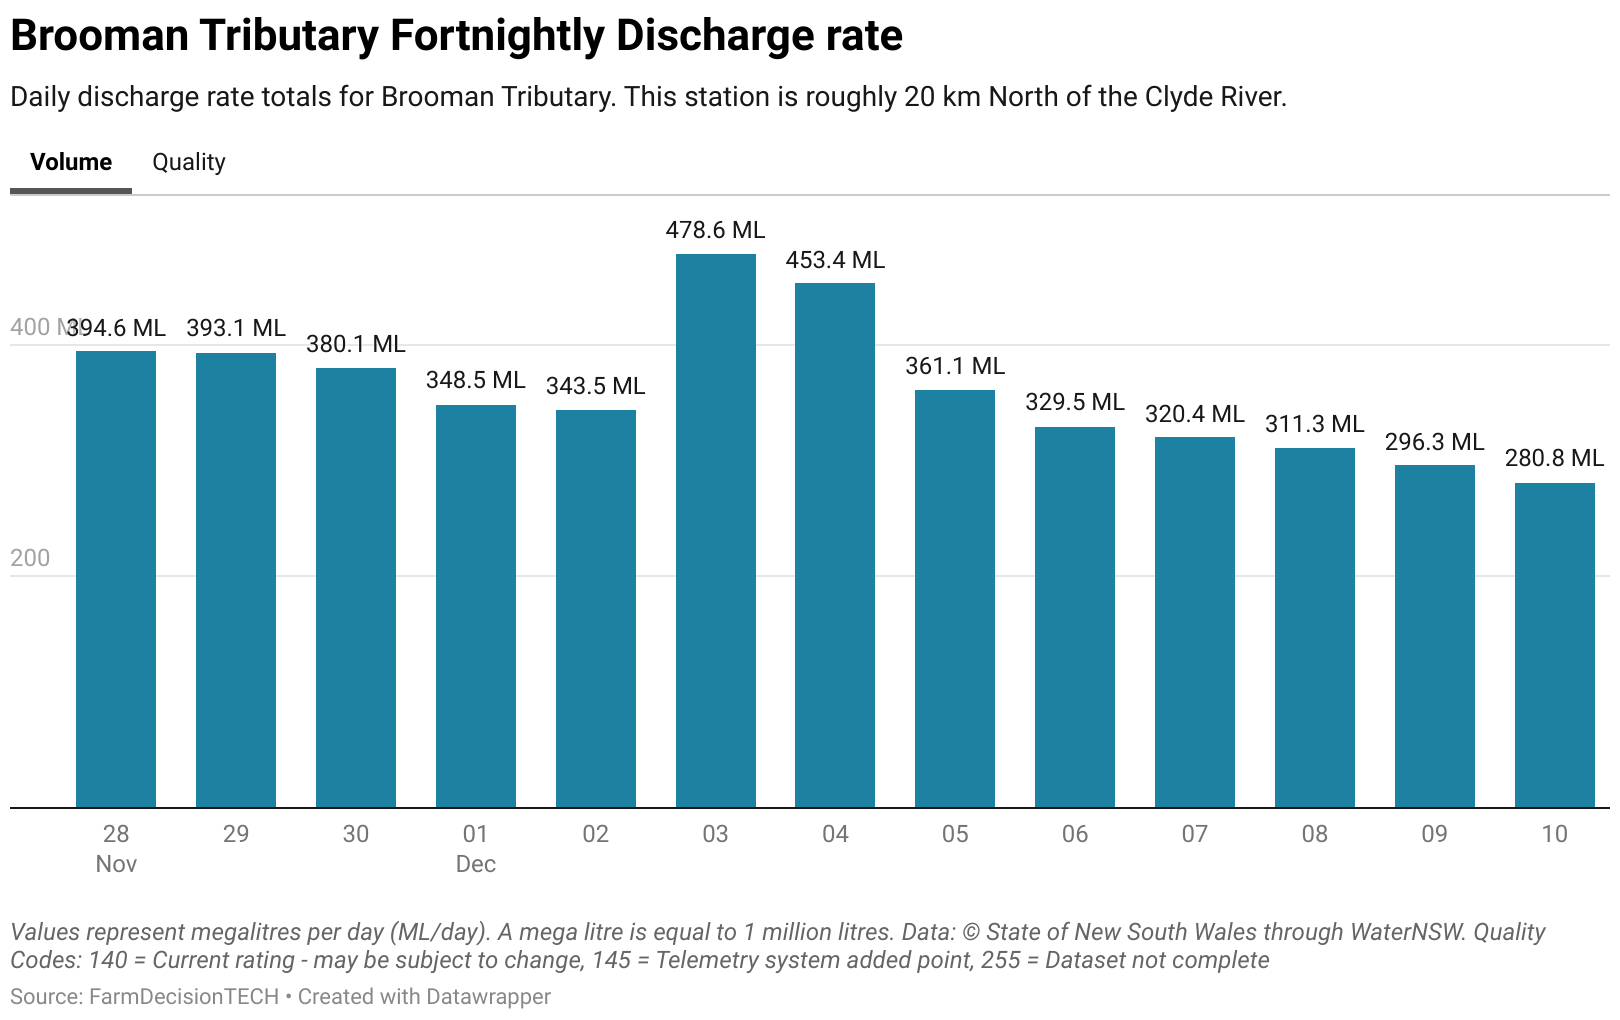 Brooman Tributary Fortnightly Discharge rate
Daily discharge rate totals for Brooman Tributary. This station is roughly 20 km North of the Clyde River.
Volume Quality
478.6 ML
453.4 ML
400 ML 394.6 ML 393.1 ML
380.1 ML
361.1 ML
348.5 ML 343.5 ML
329.5 ML
320.4 ML
311.3 ML
296.3 ML
280.8 ML
200
28 29 30 01 02 03 04 05 06 07 08 09 10
Nov Dec
Values represent megalitres per day (ML/day). A mega litre is equal to 1 million litres. Data: © State of New South Wales through WaterNSW. Quality
Codes: 140 = Current rating - may be subject to change, 145 = Telemetry system added point, 255 = Dataset not complete
Source: FarmDecisionTECH • Created with Datawrapper